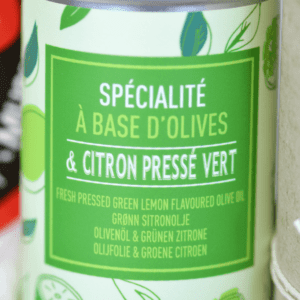 SPÉCIALITÉ
À BASE D'OLIVES
& CITRON PRESSÉ VERT
FRESH PRESSED GREEN LEMON FLAVOURED OLIVE OIL
GRØNN SITRONOLJE
OLIVENÖL & GRÜNEN ZITRONE
OLIJFOLIE & GROENE CITROEN